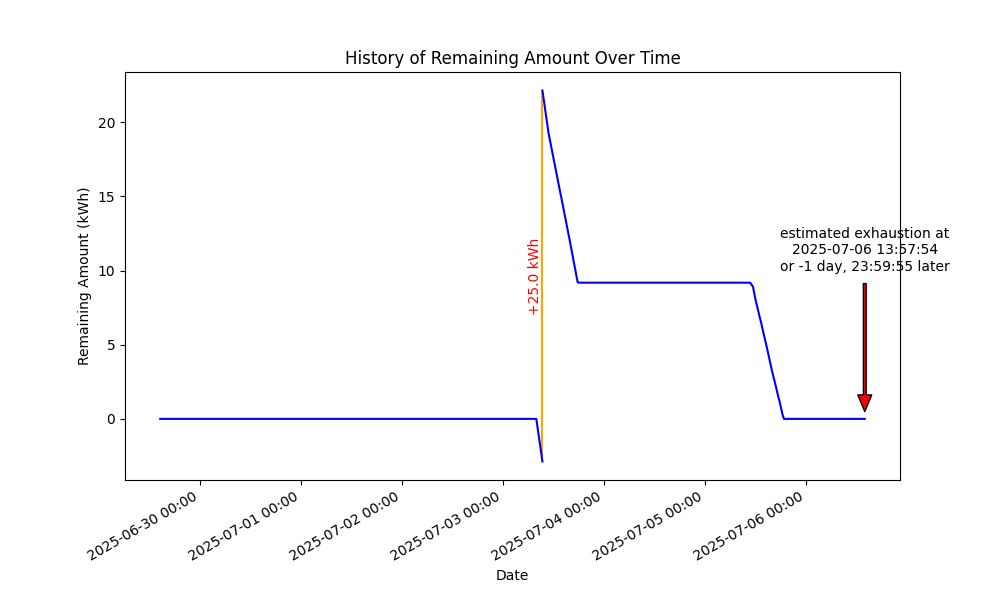 History of Remaining Amount Over Time
Remaining Amount (kWh)
20
15
10
5
0
+25.0 kWh
estimated exhaustion at
2025-07-06 13:57:54
or -1 day, 23:59:55 later
2025-06-30 00:00
2025-07-01 00:00
2025-07-02 00:00
2025-07-03 00:00
2025-07-04 00:00
2025-07-05 00:00
2025-07-06 00:00
Date